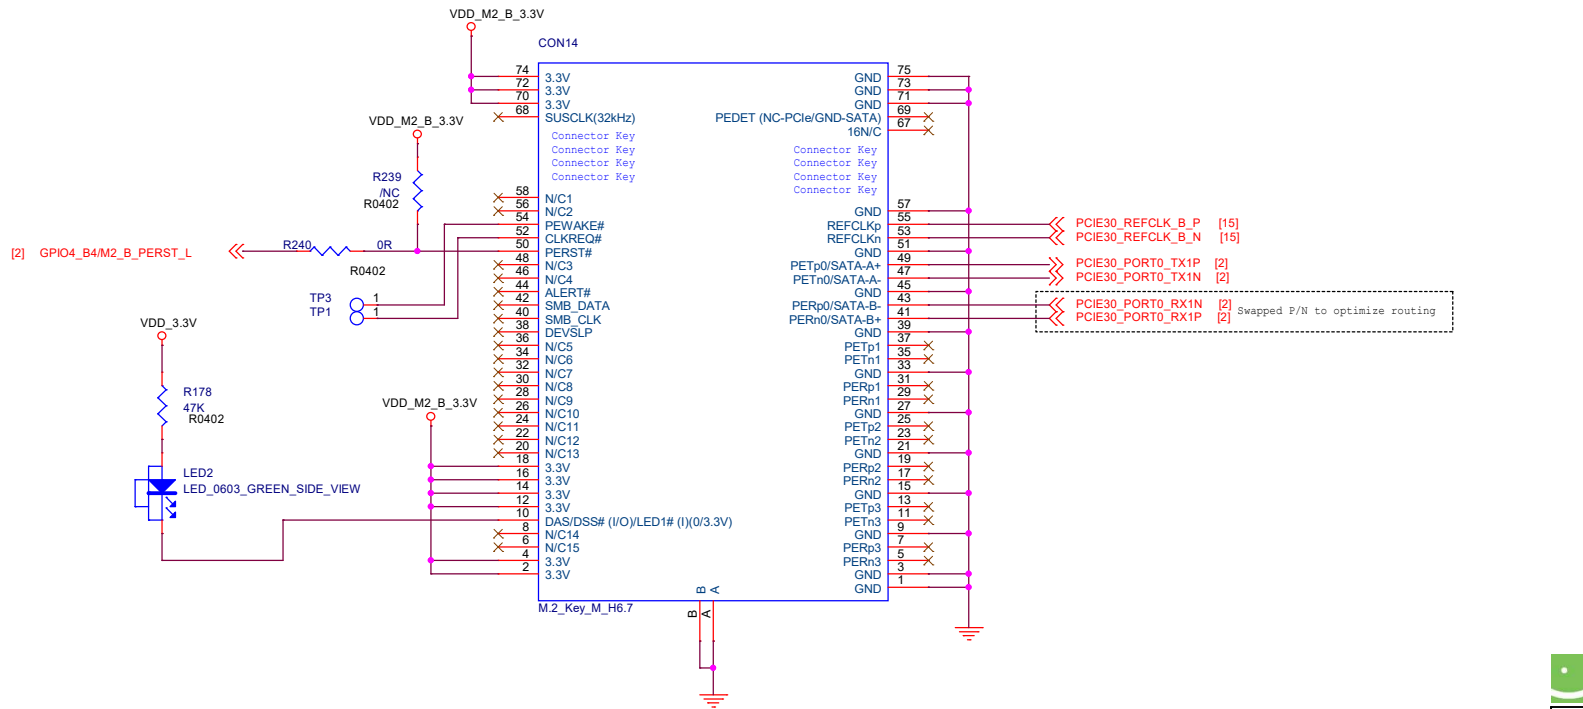 VDD_M2_B_3.3V
CON14
74 3.3V
72 3.3V
70 3.3V
68 SUSCLK(32kHz)
Connector Key
Connector Key
Connector Key
Connector Key
58 N/C1
56 N/C2
54 PEWAKE#
52 CLKREQ#
50 PERST#
48 N/C3
46 N/C4
44 ALERT#
42 SMB_DATA
40 SMB_CLK
38 DEVSLP
36 N/C5
34 N/C6
32 N/C7
30 N/C8
28 N/C9
26 N/C10
24 N/C11
22 N/C12
20 N/C13
18 3.3V
16 3.3V
14 3.3V
12 3.3V
10 DAS/DSS# (I/O)/LED1# (I)(0/3.3V)
8 N/C14
6 N/C15
4 3.3V
2 3.3V
GND 75
GND 73
GND 71
PEDET (NC-PCIe/GND-SATA) 69
16N/C 67
Connector Key
Connector Key
Connector Key
Connector Key
GND 57
REFCLKp 55
REFCLKn 53
GND 51
PETp0/SATA-A+ 49
PETn0/SATA-A- 47
GND 45
PERp0/SATA-B- 43
PERn0/SATA-B+ 41
GND 39
PETp1 37
PETn1 35
GND 33
PERp1 31
PERn1 29
GND 27
PETp2 25
PETn2 23
GND 21
PERp2 19
PERn2 17
GND 15
PETp3 13
PETn3 11
GND 9
PERp3 7
PERn3 5
GND 3
GND 1
B A
B A
M.2_Key_M_H6.7
VDD_M2_B_3.3V
R239
/NC
R0402
[2] GPIO4_B4/M2_B_PERST_L
R240 0R
R0402
TP3 1
TP1 1
VDD_3.3V
R178
47K
R0402
LED2
LED_0603_GREEN_SIDE_VIEW
VDD_M2_B_3.3V
PCIE30_REFCLK_B_P [15]
PCIE30_REFCLK_B_N [15]
PCIE30_PORT0_TX1P [2]
PCIE30_PORT0_TX1N [2]
PCIE30_PORT0_RX1N [2]
PCIE30_PORT0_RX1P [2]
Swapped P/N to optimize routing